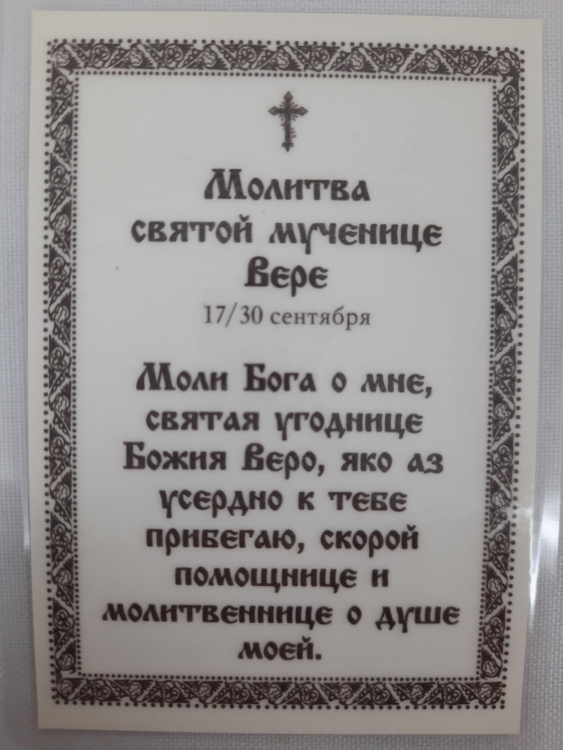 Молитва
святой мученице
Вере
17/30 сентября
Моли Бога о мне,
святая угоднице
Божия Веро, яко аз
усердно к тебе
прибегаю, скорой
помощнице и
молитвеннице о душе
моей.